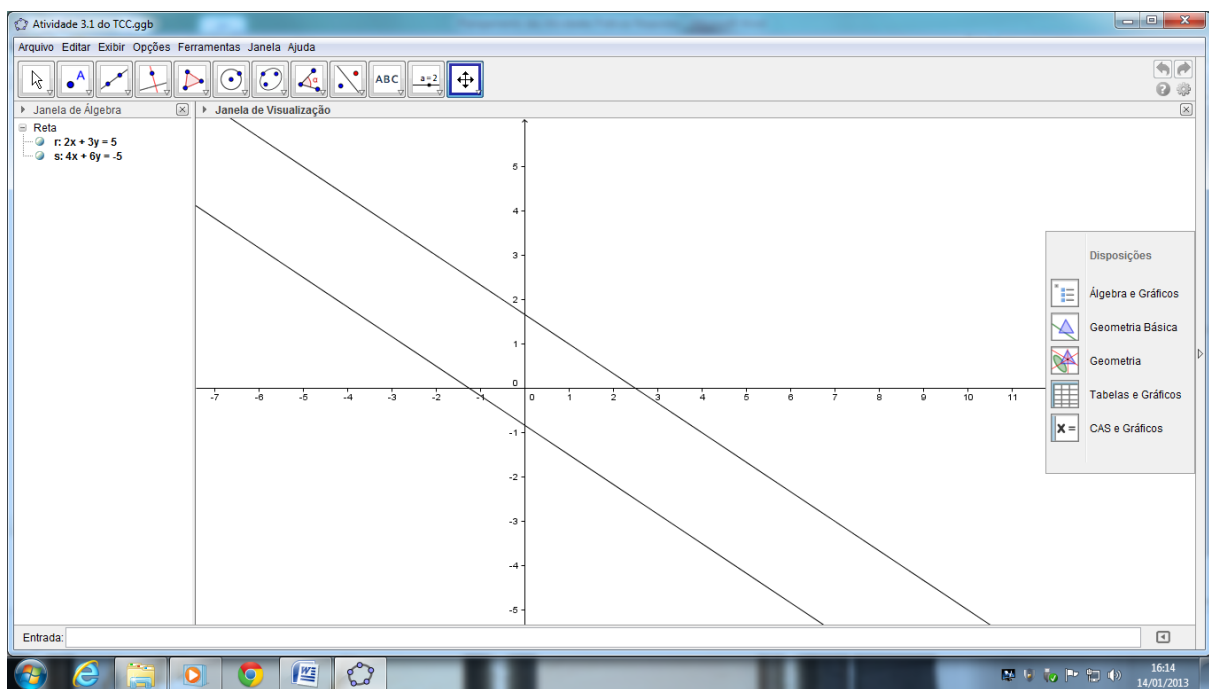 Atividade 3.1 do TCC.ggb
Arquivo Editar Exibir Opções Ferramentas Janela Ajuda
A
α
ABC
a=2
Janela de Álgebra
Janela de Visualização
Reta
r: 2x + 3y = 5
s: 4x + 6y = -5
5
4
3
2
1
0
-7 -6 -5 -4 -3 -2 -1 0 1 2 3 4 5 6 7 8 9 10 11
-1
-2
-3
-4
-5
Disposições
Álgebra e Gráficos
Geometria Básica
Geometria
Tabelas e Gráficos
X =
CAS e Gráficos
Entrada:
16:14
14/01/2013